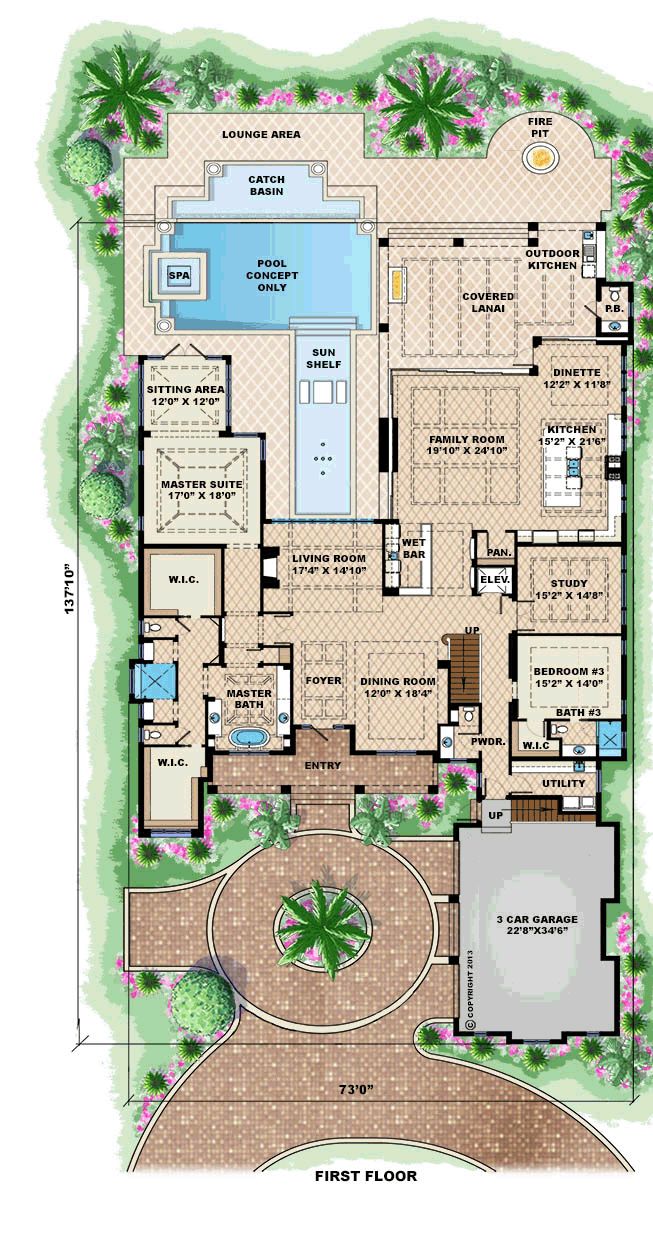 LOUNGE AREA
FIRE
PIT
CATCH
BASIN
POOL
CONCEPT
ONLY
SPA
OUTDOOR
KITCHEN
COVERED
LANAI
P.B.
SUN
SHELF
SITTING AREA
12'0" X 12'0"
DINETTE
12'2" X 11'8"
FAMILY ROOM
19'10" X 24'10"
KITCHEN
15'2" X 21'6"
MASTER SUITE
17'0" X 18'0"
WET
BAR
PAN.
LIVING ROOM
17'4" X 14'10"
W.I.C.
ELEV.
STUDY
15'2" X 14'8"
137'10"
UP
FOYER
DINING ROOM
12'0" X 18'4"
BEDROOM #3
15'2" X 14'0"
MASTER
BATH
BATH #3
W.I.C
PWDR.
W.I.C.
ENTRY
UTILITY
UP
3 CAR GARAGE
22'8"X34'6"
© COPYRIGHT 2013
73'0"
FIRST FLOOR